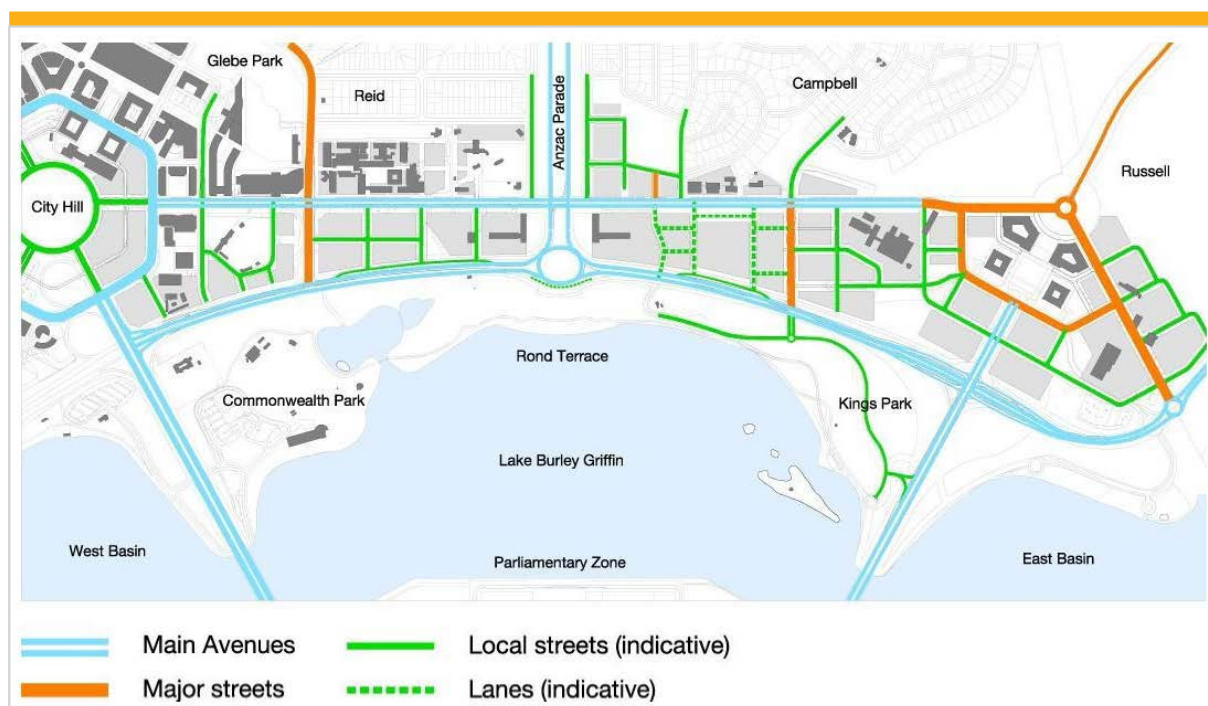 Glebe Park
Reid
Anzac Parade
Campbell
Russell
City Hill
Rond Terrace
Commonwealth Park
Kings Park
Lake Burley Griffin
West Basin
Parliamentary Zone
East Basin
Main Avenues
Local streets (indicative)
Major streets
Lanes (indicative)